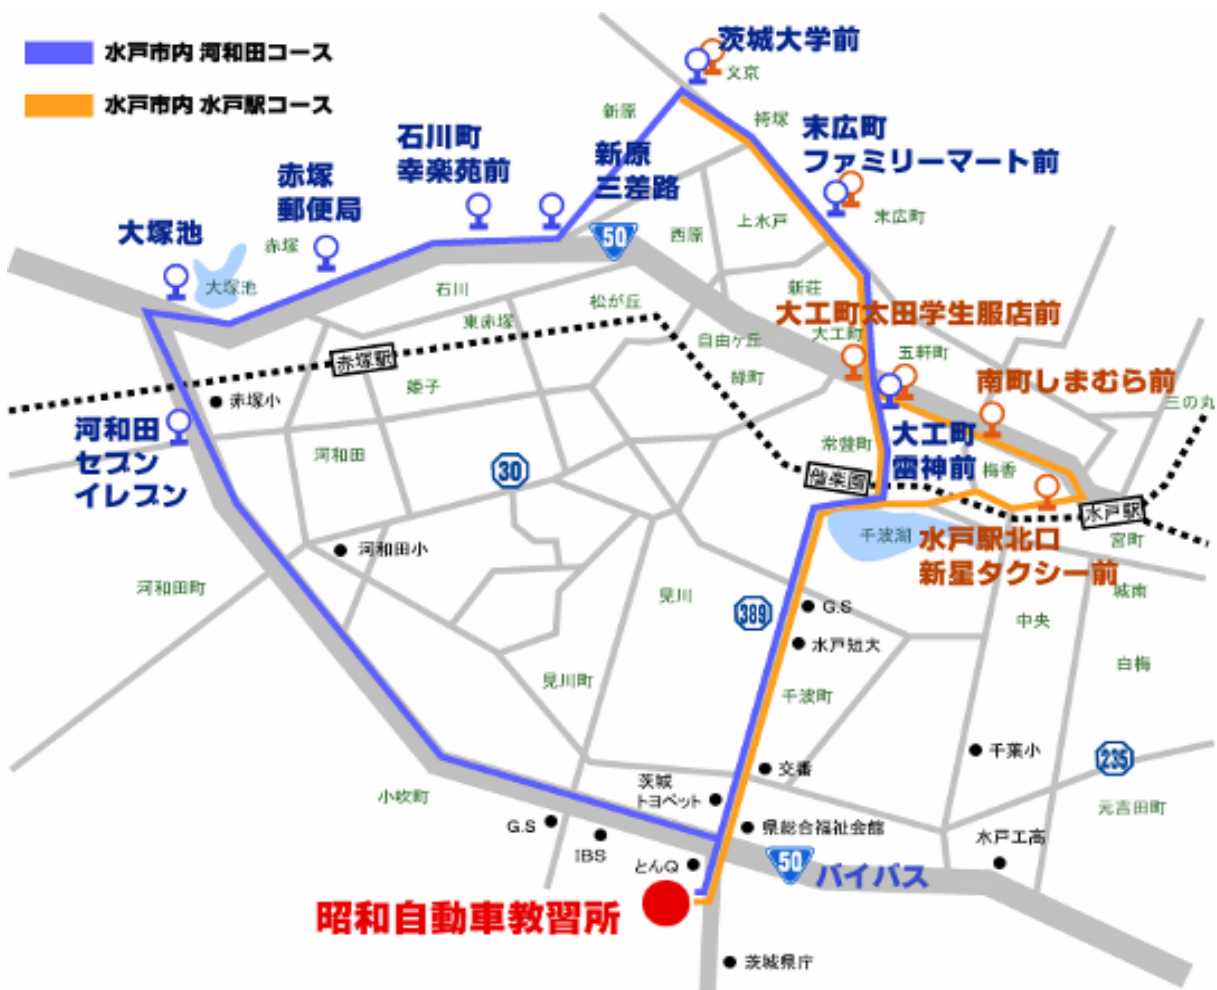 水戸市内 河和田コース
水戸市内 水戸駅コース
茨城大学前
文京
新原
袴塚
石川町
幸楽苑前
新原
三差路
末広町
ファミリーマート前
赤塚
郵便局
大塚池
赤塚
大塚池
50
西原
上水戸
末広町
石川
松が丘
新荘
大工町太田学生服店前
東赤塚
自由ヶ丘
大工町
五軒町
赤塚駅
姫子
緑町
南町しまむら前
赤塚小
三の丸
河和田
セブン
イレブン
河和田
30
常磐町
大工町
雷神前
偕楽園
梅香
水戸駅
千波湖
水戸駅北口
新星タクシー前
宮町
河和田小
河和田町
見川
389
G.S
城南
中央
水戸短大
白梅
見川町
千波町
千葉小
235
交番
茨城
トヨペット
小吹町
元吉田町
G.S
IBS
県総合福祉会館
水戸工高
とんQ
50
バイパス
昭和自動車教習所
茨城県庁